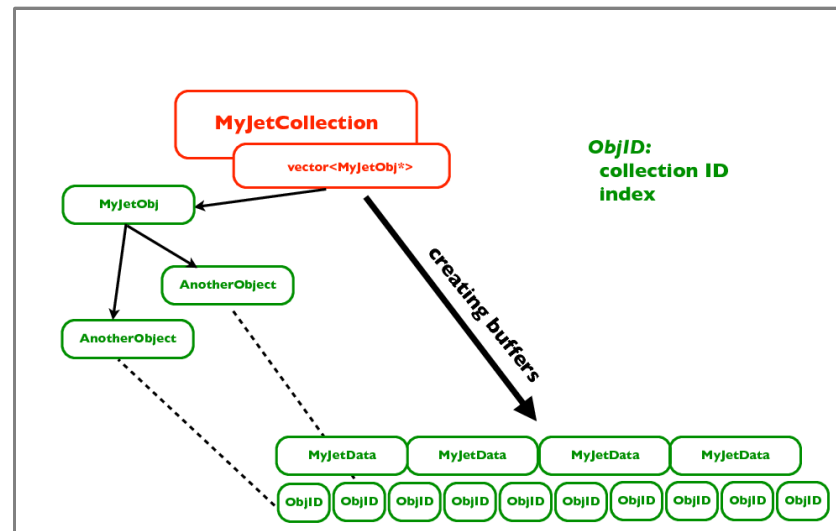 MyJetCollection
vector<MyJetObj*>
ObjID:
collection ID
index
MyJetObj
AnotherObject
AnotherObject
creating buffers
MyJetData MyJetData MyJetData MyJetData
ObjID ObjID ObjID ObjID ObjID ObjID ObjID ObjID ObjID ObjID